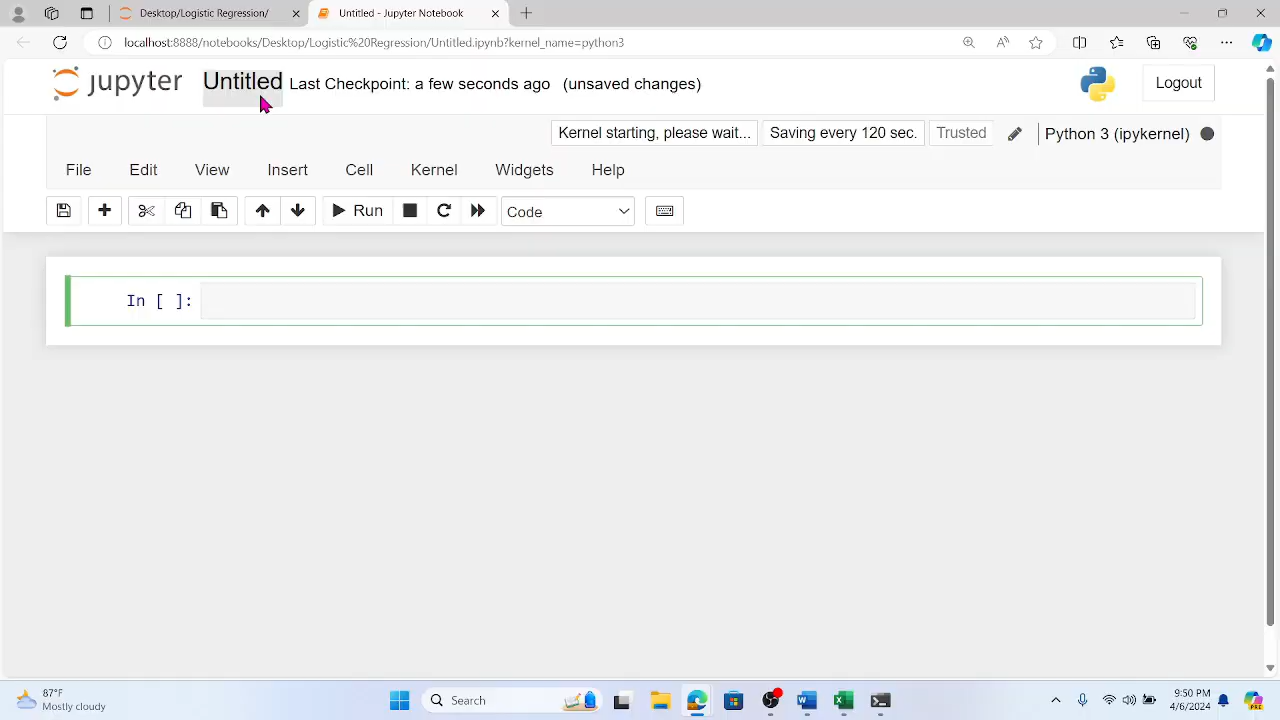 Desktop/Logistic Regression/
Untitled - Jupyter Notebook
localhost:8888/notebooks/Desktop/Logistic%20Regression/Untitled.ipynb?kernel_name=python3
jupyter Untitled Last Checkpoint: a few seconds ago (unsaved changes)
Logout
Kernel starting, please wait... Saving every 120 sec. Trusted Python 3 (ipykernel)
File Edit View Insert Cell Kernel Widgets Help
Run Code
In [ ]:
87°F
Mostly cloudy
Search
9:50 PM
4/6/2024